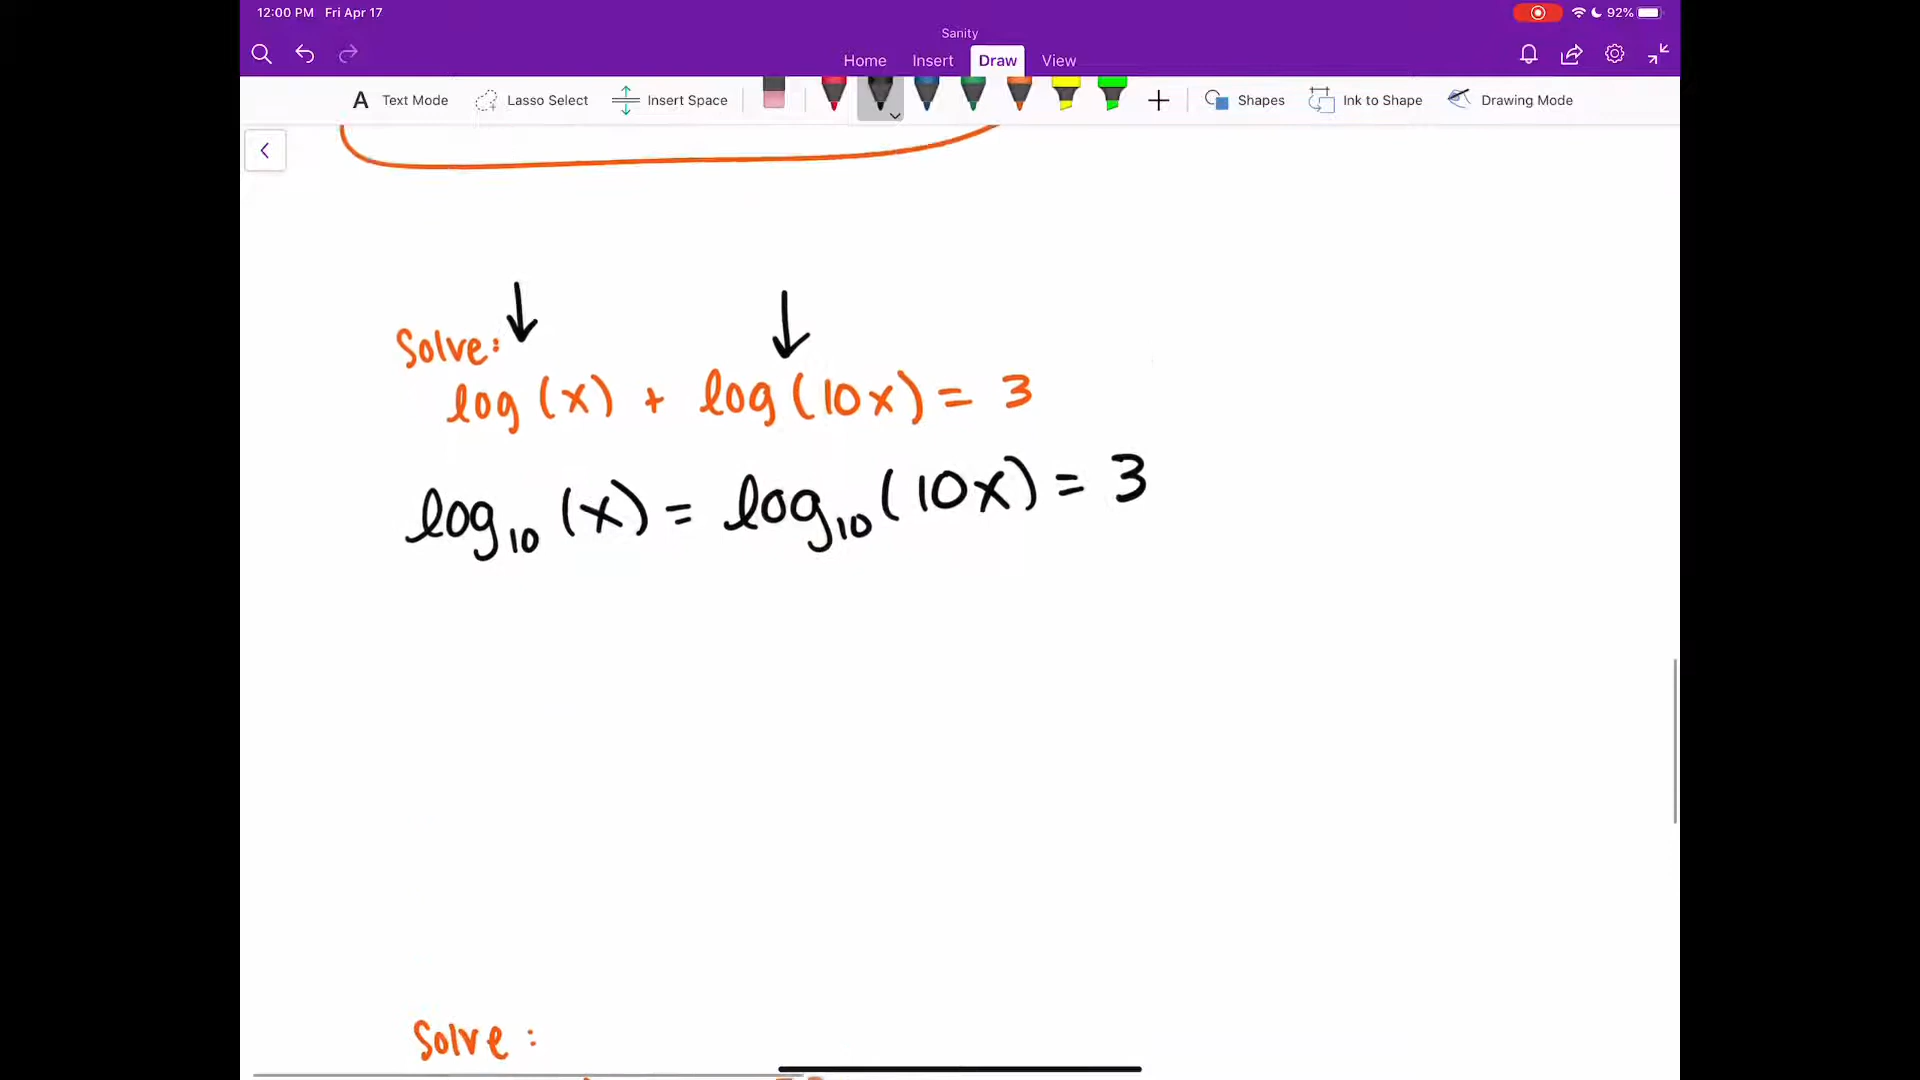 12:00 PM Fri Apr 17 92%
Sanity
Home Insert Draw View
A Text Mode Lasso Select Insert Space Shapes Ink to Shape Drawing Mode
Solve:
log (x) + log (10x) = 3
log₁₀ (x) = log₁₀ (10x) = 3
Solve :